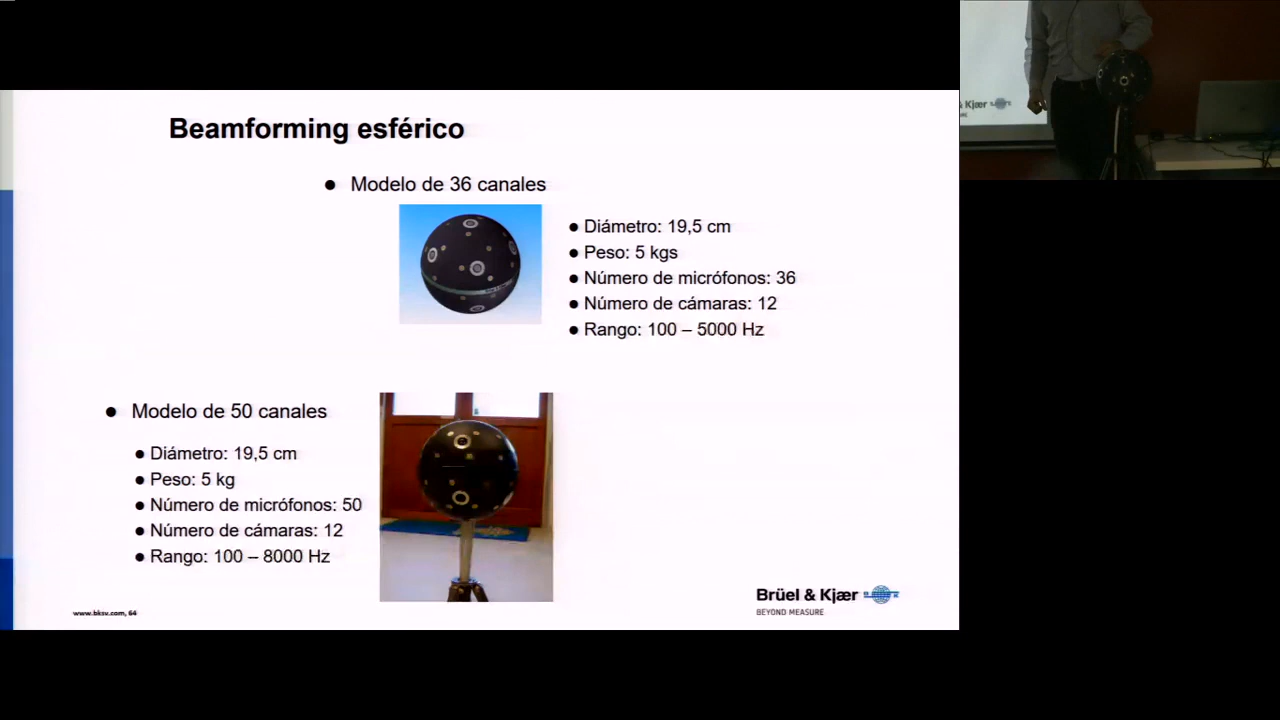 Beamforming esférico
● Modelo de 36 canales
● Diámetro: 19,5 cm
● Peso: 5 kgs
● Número de micrófonos: 36
● Número de cámaras: 12
● Rango: 100 – 5000 Hz
● Modelo de 50 canales
● Diámetro: 19,5 cm
● Peso: 5 kg
● Número de micrófonos: 50
● Número de cámaras: 12
● Rango: 100 – 8000 Hz
www.bksv.com, 64
Brüel & Kjær
BEYOND MEASURE
& Kjær